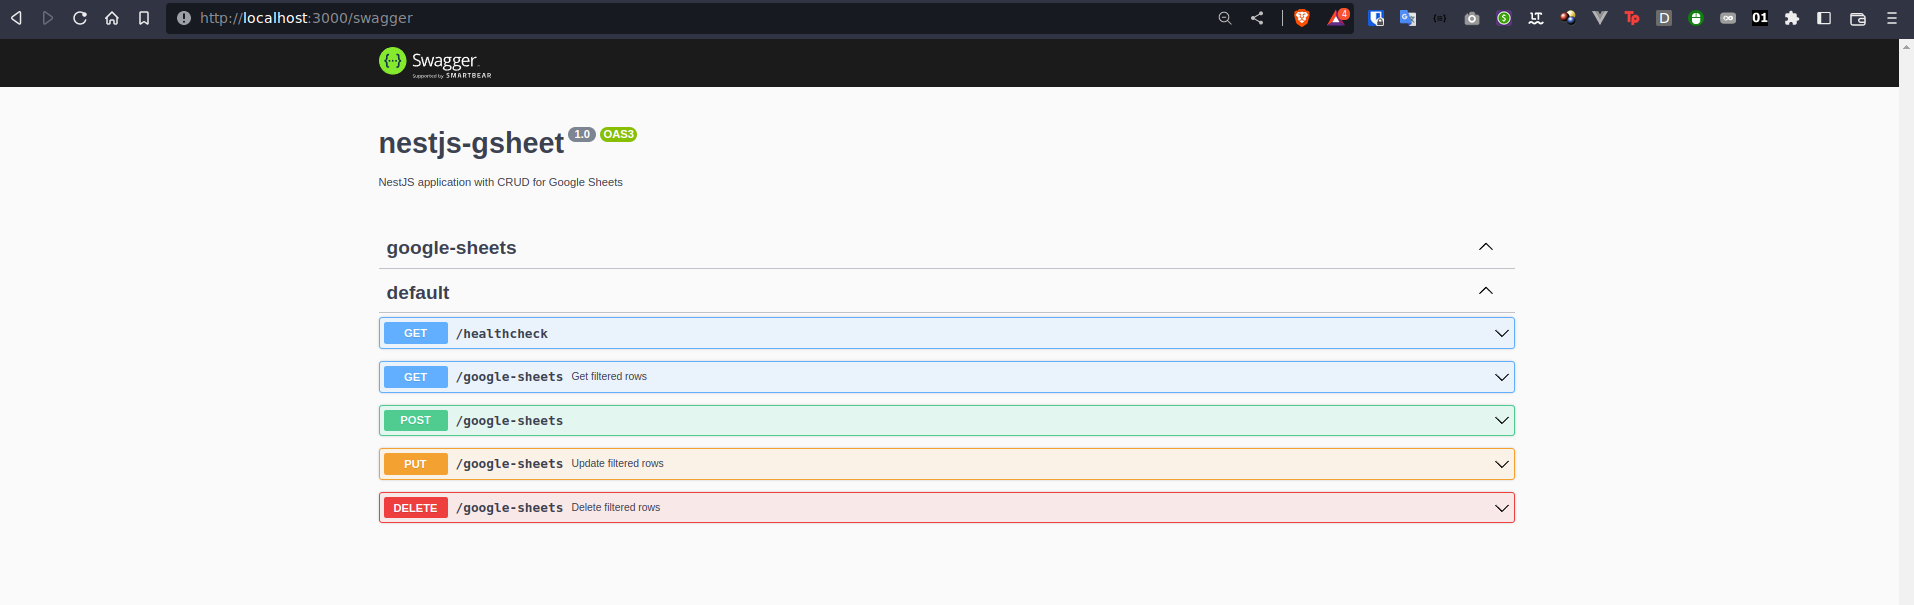 http://localhost:3000/swagger
4
LT
Tp
D
01
Swagger
Supported by SMARTBEAR
nestjs-gsheet 1.0 OAS3
NestJS application with CRUD for Google Sheets
google-sheets
default
GET /healthcheck
GET /google-sheets Get filtered rows
POST /google-sheets
PUT /google-sheets Update filtered rows
DELETE /google-sheets Delete filtered rows